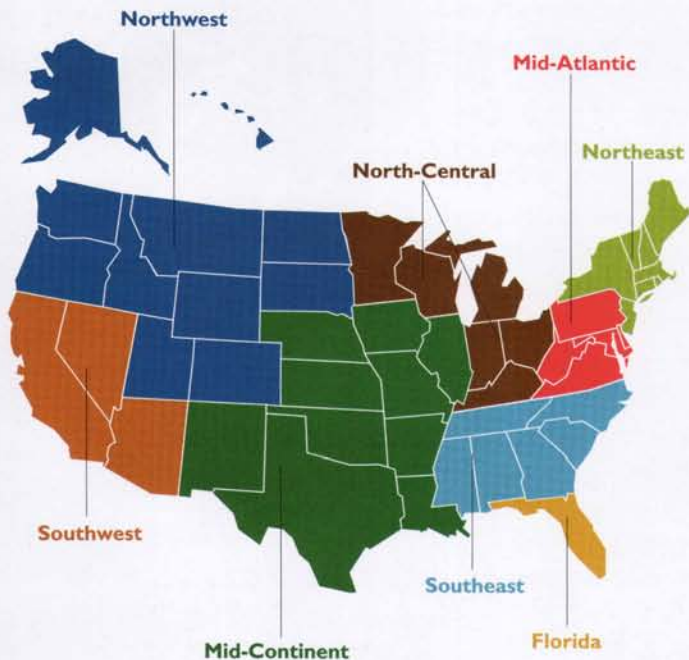 Northwest
Mid-Atlantic
Northeast
North-Central
Southwest
Southeast
Florida
Mid-Continent